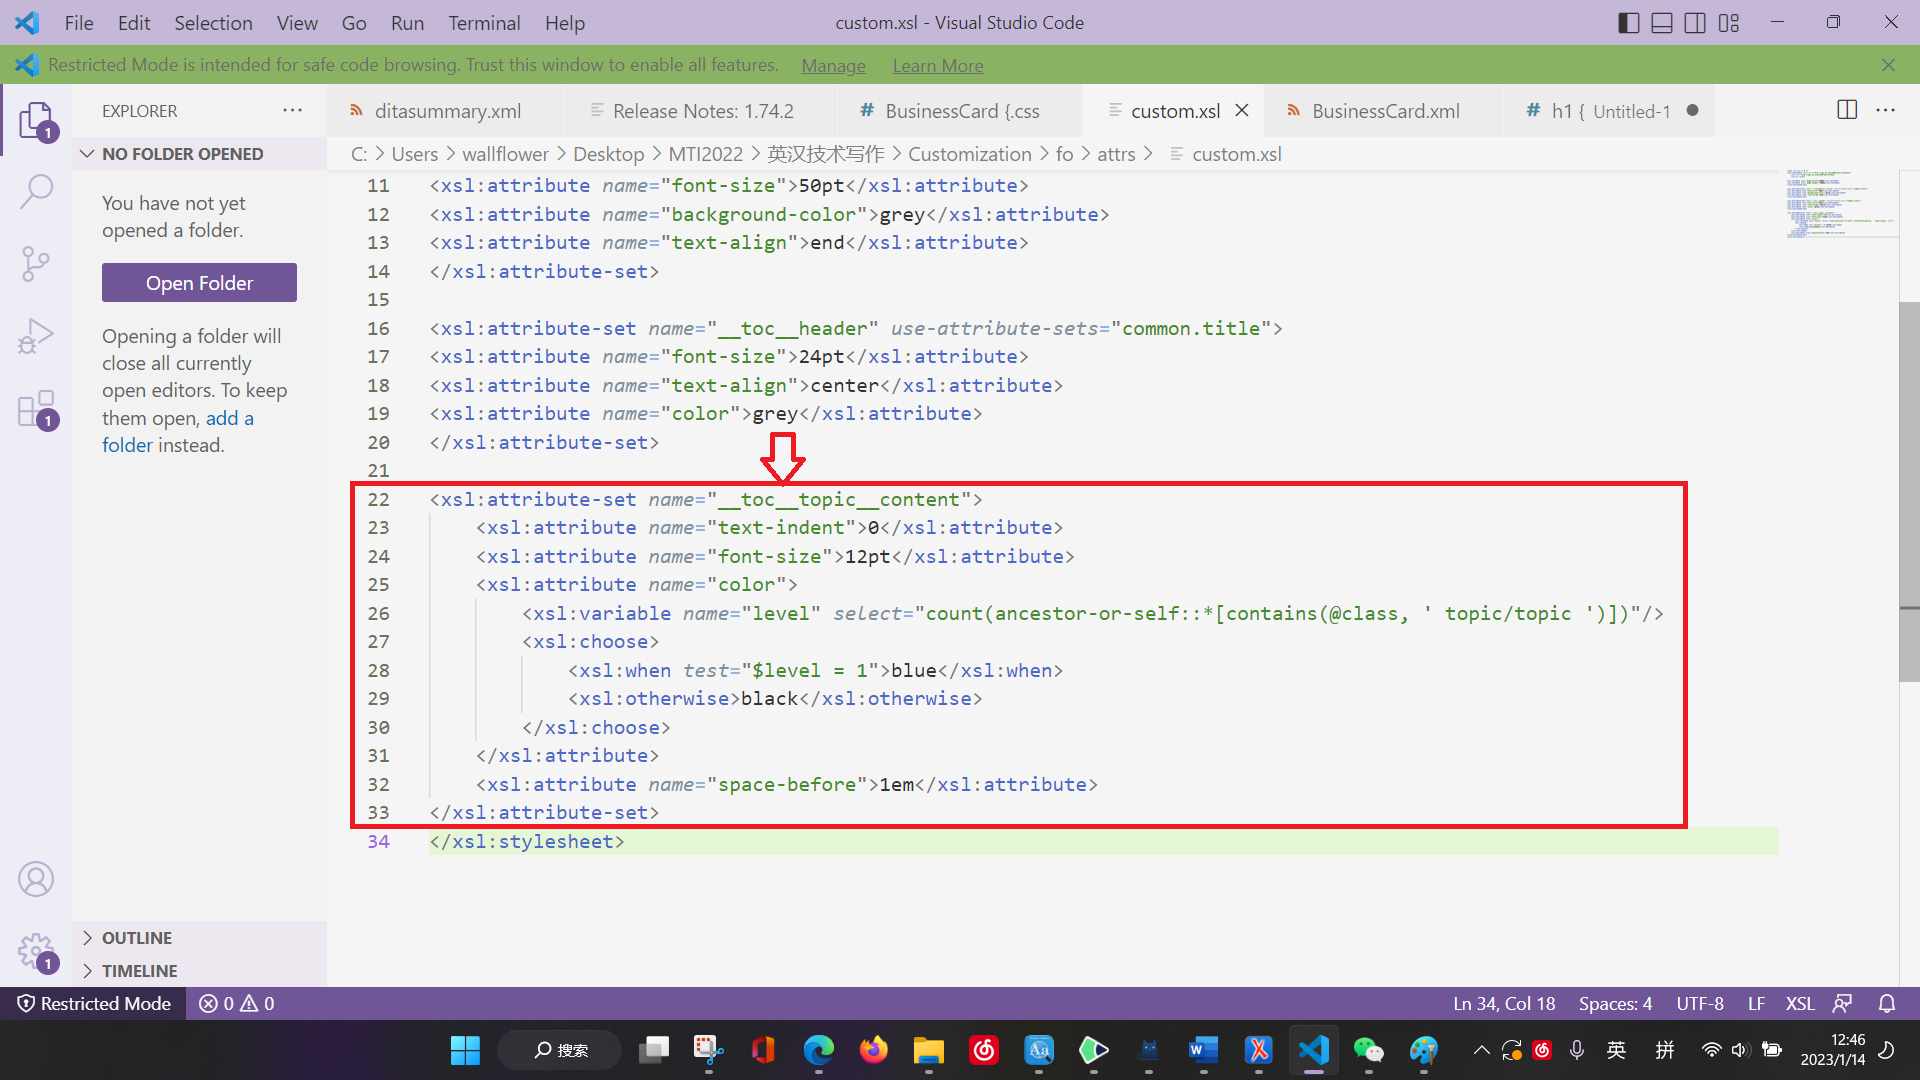 File Edit Selection View Go Run Terminal Help
custom.xsl - Visual Studio Code
Restricted Mode is intended for safe code browsing. Trust this window to enable all features. Manage Learn More
EXPLORER
ditasummary.xml
Release Notes: 1.74.2
# BusinessCard {.css
custom.xsl
BusinessCard.xml
# h1 { Untitled-1
NO FOLDER OPENED
C: > Users > wallflower > Desktop > MTI2022 > 英汉技术写作 > Customization > fo > attrs > custom.xsl
You have not yet
opened a folder.
Open Folder
Opening a folder will
close all currently
open editors. To keep
them open, add a
folder instead.
1
1
1
11 <xsl:attribute name="font-size">50pt</xsl:attribute>
12 <xsl:attribute name="background-color">grey</xsl:attribute>
13 <xsl:attribute name="text-align">end</xsl:attribute>
14 </xsl:attribute-set>
15
16 <xsl:attribute-set name="__toc__header" use-attribute-sets="common.title">
17 <xsl:attribute name="font-size">24pt</xsl:attribute>
18 <xsl:attribute name="text-align">center</xsl:attribute>
19 <xsl:attribute name="color">grey</xsl:attribute>
20 </xsl:attribute-set>
21
22 <xsl:attribute-set name="__toc__topic__content">
23 <xsl:attribute name="text-indent">0</xsl:attribute>
24 <xsl:attribute name="font-size">12pt</xsl:attribute>
25 <xsl:attribute name="color">
26 <xsl:variable name="level" select="count(ancestor-or-self::*[contains(@class, ' topic/topic ')])"/>
27 <xsl:choose>
28 <xsl:when test="$level = 1">blue</xsl:when>
29 <xsl:otherwise>black</xsl:otherwise>
30 </xsl:choose>
31 </xsl:attribute>
32 <xsl:attribute name="space-before">1em</xsl:attribute>
33 </xsl:attribute-set>
34 </xsl:stylesheet>
OUTLINE
TIMELINE
Restricted Mode 0 0
Ln 34, Col 18 Spaces: 4 UTF-8 LF XSL
搜索
英 拼
12:46
2023/1/14